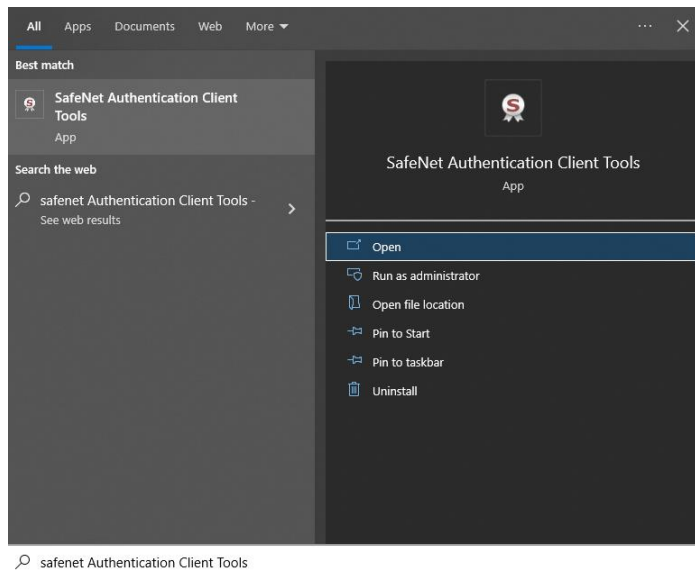 All Apps Documents Web More
Best match
SafeNet Authentication Client
Tools
App
Search the web
safenet Authentication Client Tools -
See web results
S
SafeNet Authentication Client Tools
App
Open
Run as administrator
Open file location
Pin to Start
Pin to taskbar
Uninstall
safenet Authentication Client Tools